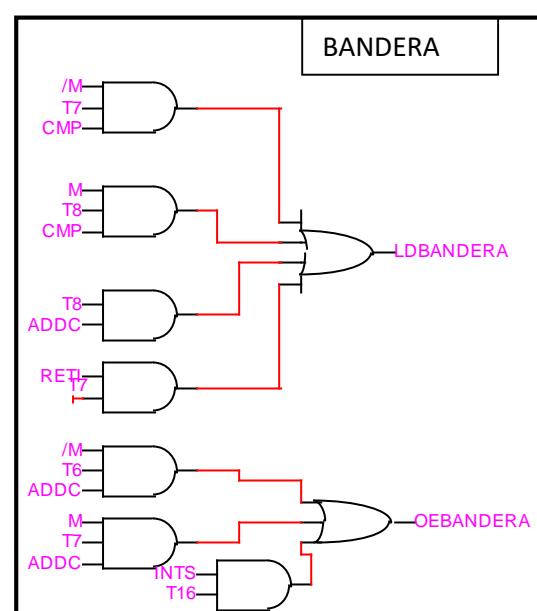 BANDERA
/M
T7
CMP
M
T8
CMP
LDBANDERA
T8
ADDC
RETI
T7
/M
T6
ADDC
M
OEBANDERA
T7
ADDC
INTS
T16